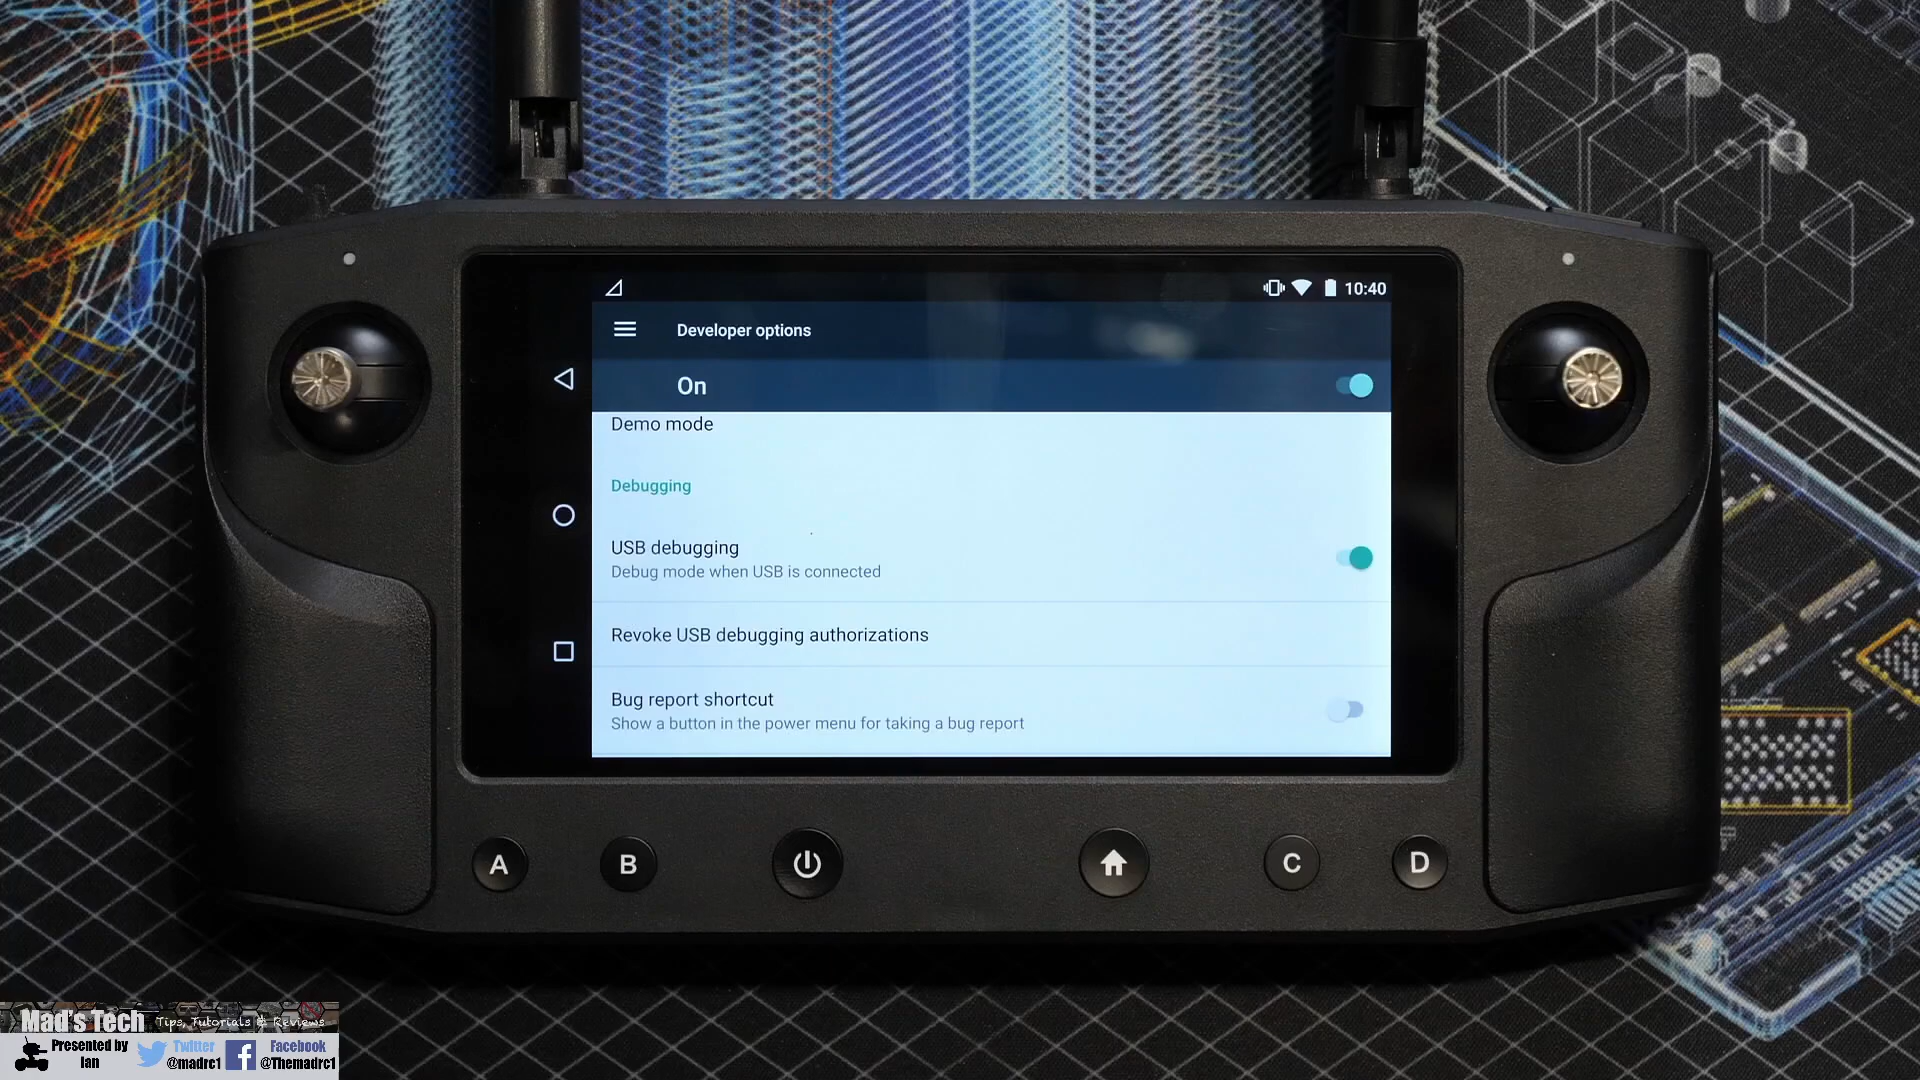 10:40
Developer options
On
Demo mode
Debugging
USB debugging
Debug mode when USB is connected
Revoke USB debugging authorizations
Bug report shortcut
Show a button in the power menu for taking a bug report
A B C D
Mad's Tech Tips, Tutorials & Reviews
Presented by Ian
Twitter @madrc1
Facebook @Themadrc1